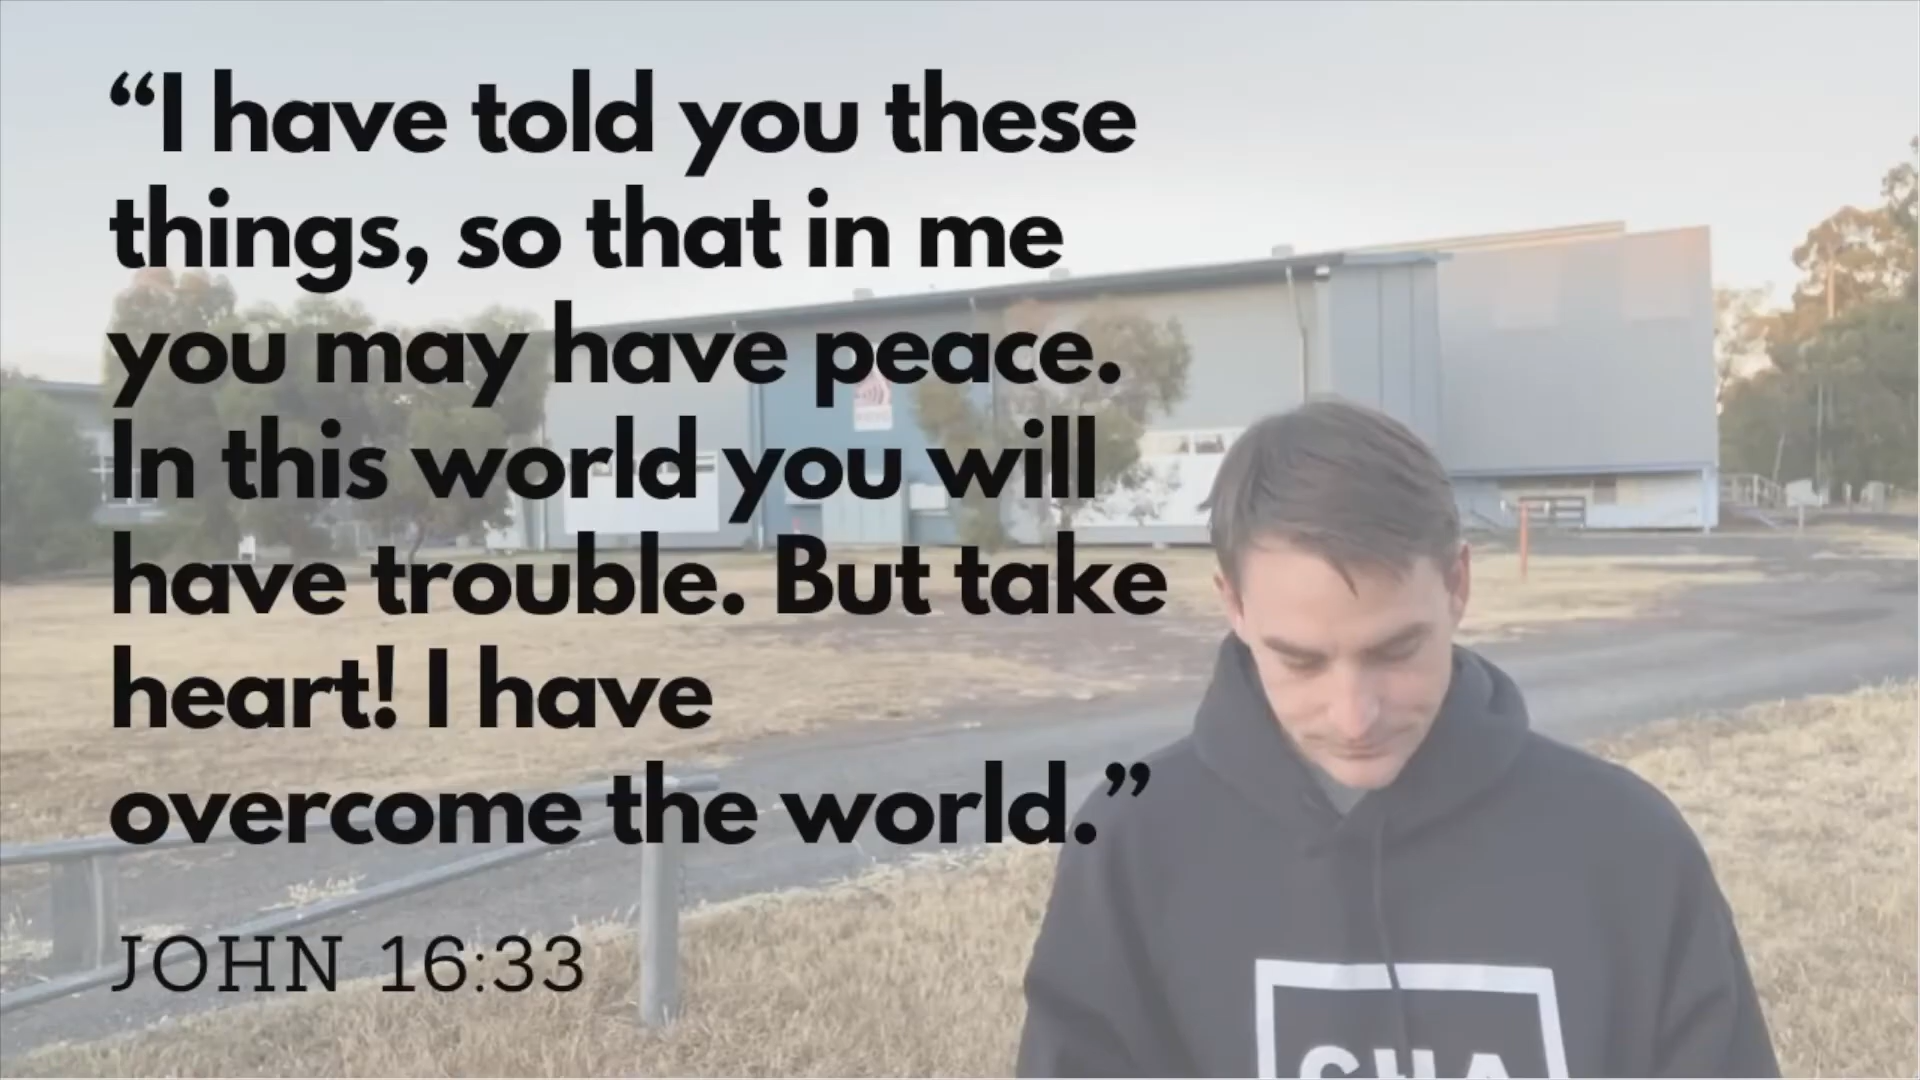 “I have told you these
things, so that in me
you may have peace.
In this world you will
have trouble. But take
heart! I have
overcome the world.”
JOHN 16:33
CHA